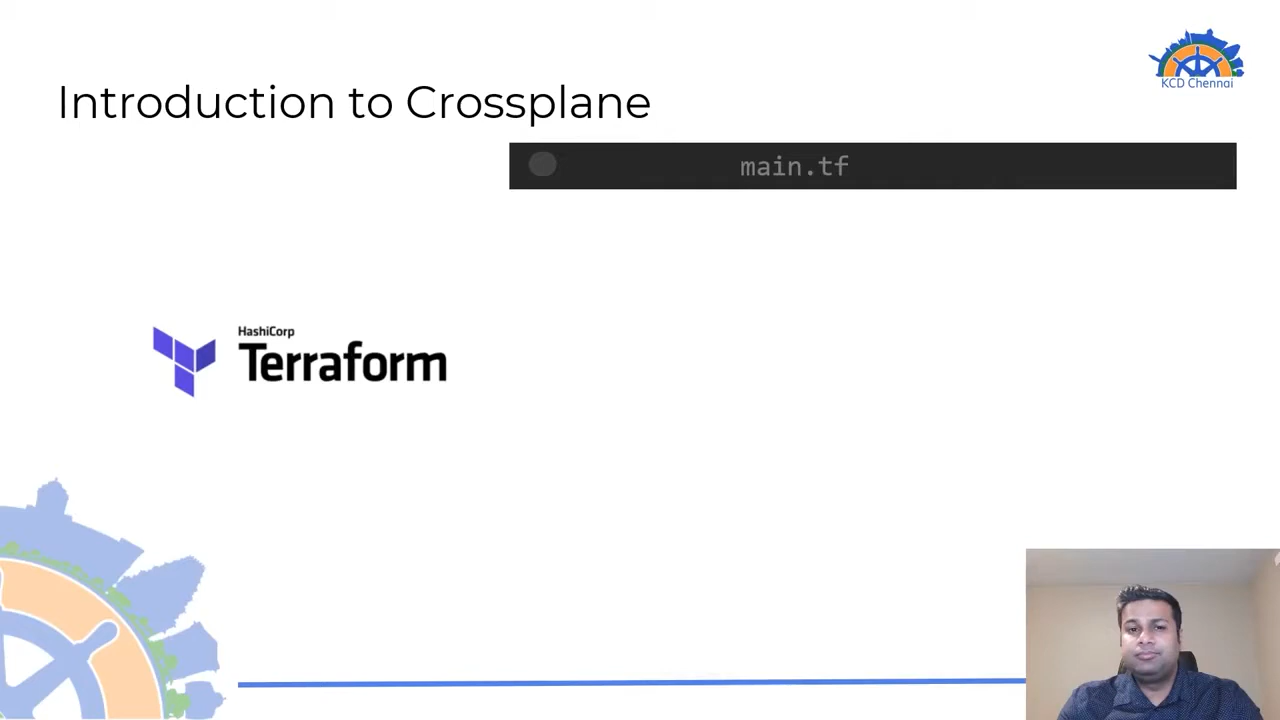 KCD Chennai
Introduction to Crossplane
main.tf
HashiCorp
Terraform